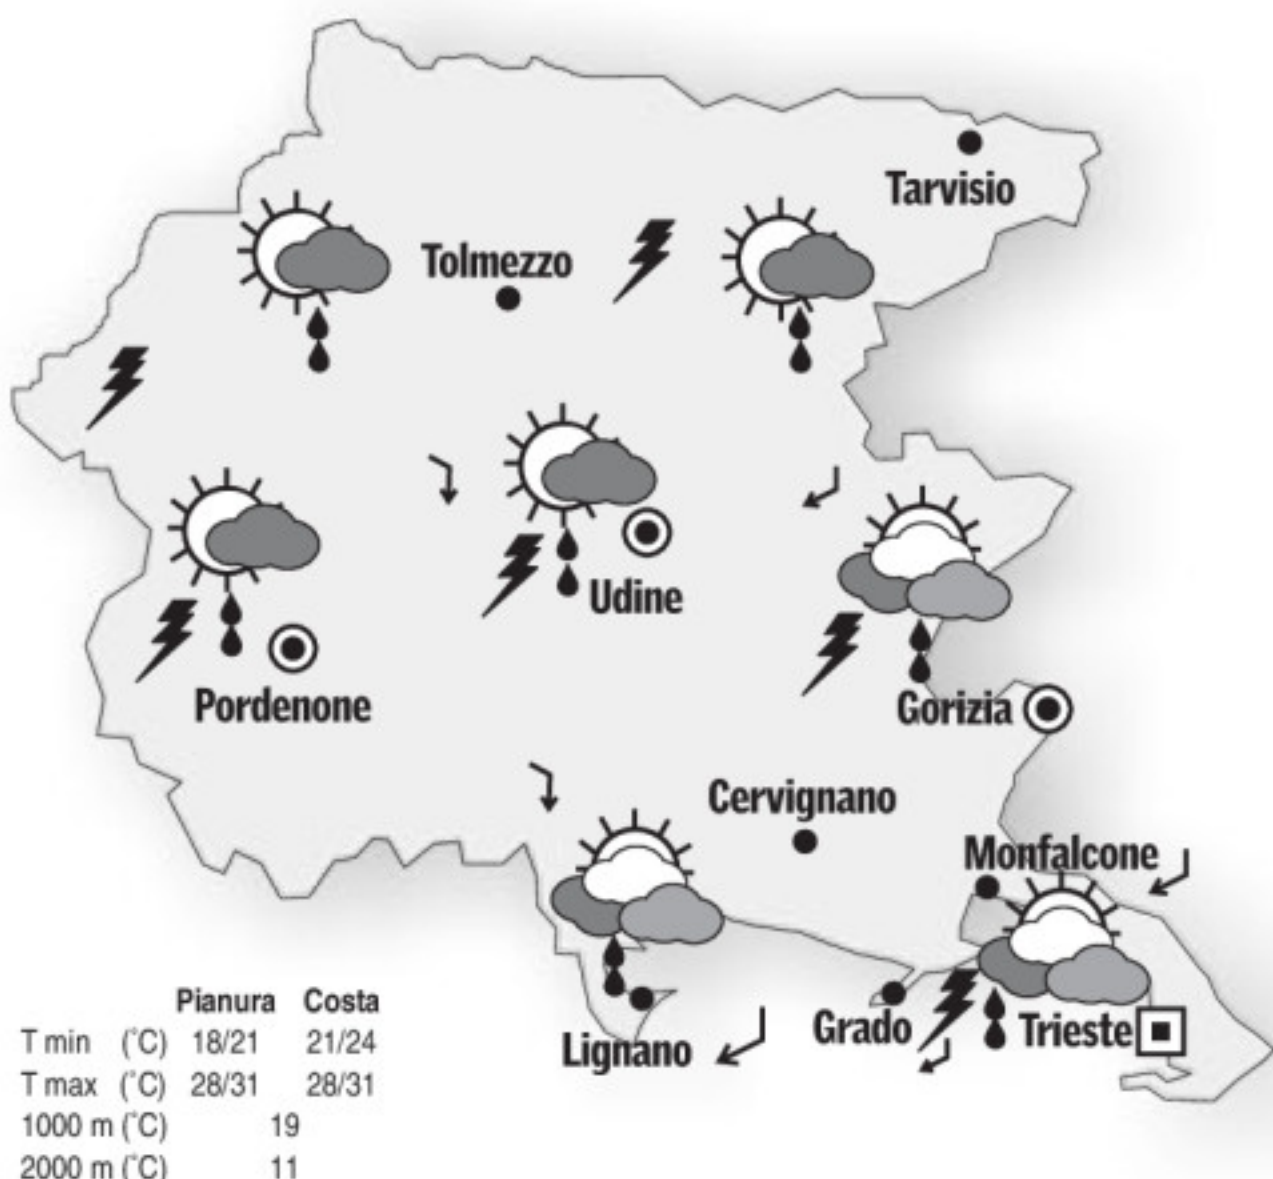 Tarvisio
Tolmezzo
Udine
Pordenone
Gorizia
Cervignano
Monfalcone
Grado
Trieste
Lignano
Pianura Costa
T min (°C) 18/21 21/24
T max (°C) 28/31 28/31
1000 m (°C) 19
2000 m (°C) 11